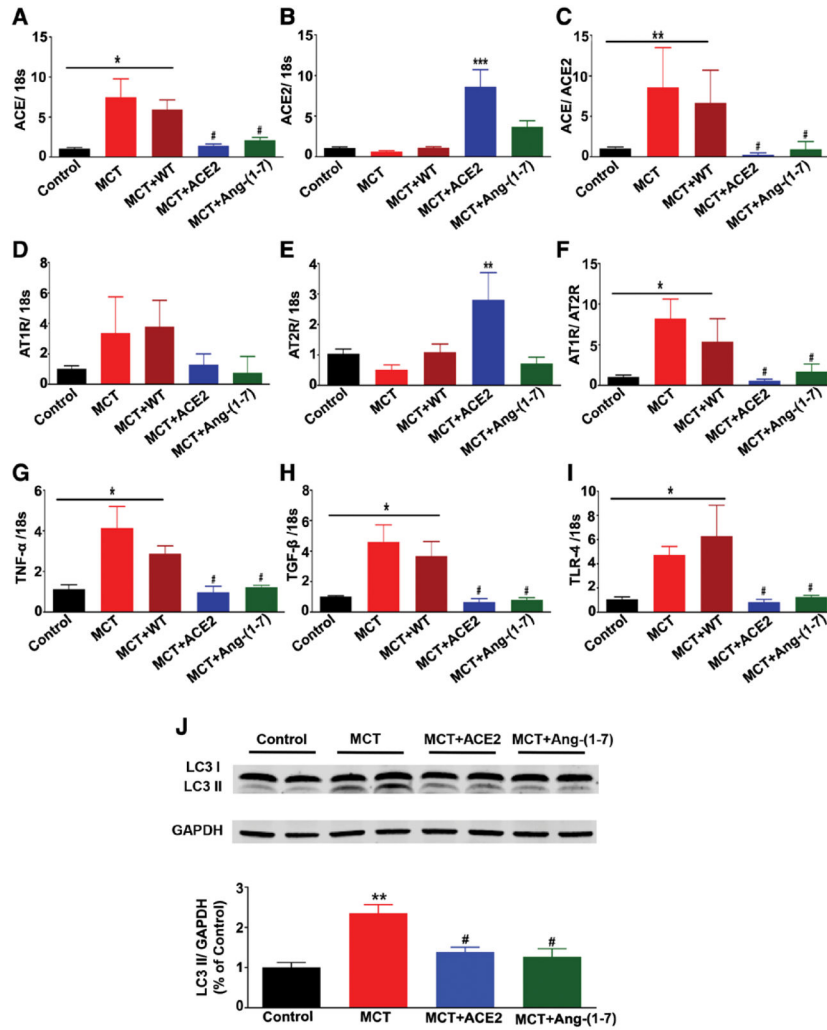 A
ACE/ 18s
15
10
5
0
*
#
#
Control
MCT
MCT+WT
MCT+ACE2
MCT+Ang-(1-7)
B
ACE2/ 18s
15
10
5
0
***
Control
MCT
MCT+WT
MCT+ACE2
MCT+Ang-(1-7)
C
ACE/ ACE2
15
10
5
0
**
#
#
Control
MCT
MCT+WT
MCT+ACE2
MCT+Ang-(1-7)
D
AT1R/ 18s
8
6
4
2
0
Control
MCT
MCT+WT
MCT+ACE2
MCT+Ang-(1-7)
E
AT2R/ 18s
4
3
2
1
0
**
Control
MCT
MCT+WT
MCT+ACE2
MCT+Ang-(1-7)
F
AT1R/ AT2R
15
10
5
0
*
#
#
Control
MCT
MCT+WT
MCT+ACE2
MCT+Ang-(1-7)
G
TNF-α /18s
6
4
2
0
*
#
#
Control
MCT
MCT+WT
MCT+ACE2
MCT+Ang-(1-7)
H
TGF-β /18s
8
6
4
2
0
*
#
#
Control
MCT
MCT+WT
MCT+ACE2
MCT+Ang-(1-7)
I
TLR-4 /18s
10
8
6
4
2
0
*
#
#
Control
MCT
MCT+WT
MCT+ACE2
MCT+Ang-(1-7)
J
Control MCT MCT+ACE2 MCT+Ang-(1-7)
LC3 I
LC3 II
GAPDH
LC3 II/ GAPDH
(% of Control)
3
2
1
0
**
#
#
Control MCT MCT+ACE2 MCT+Ang-(1-7)